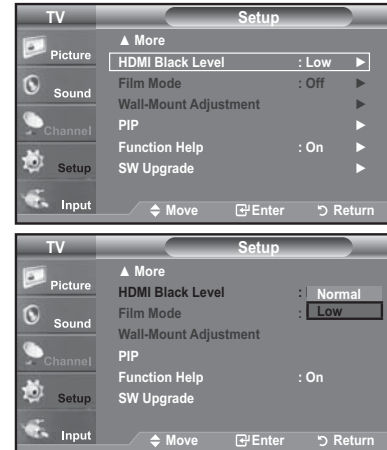 TV Setup
▲ More
Picture
HDMI Black Level : Low ►
Film Mode : Off ►
Sound
Wall-Mount Adjustment ►
Channel
PIP ►
Function Help : On ►
Setup
SW Upgrade ►
Input
Move Enter Return
TV Setup
▲ More
Picture
HDMI Black Level : Normal
Film Mode : Low
Sound
Wall-Mount Adjustment
Channel
PIP
Function Help : On
Setup
SW Upgrade
Input
Move Enter Return